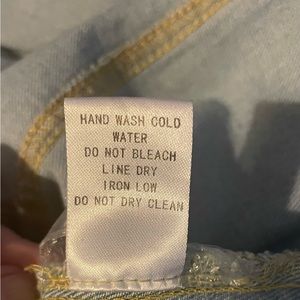 HAND WASH COLD
WATER
DO NOT BLEACH
LINE DRY
IRON LOW
DO NOT DRY CLEAN